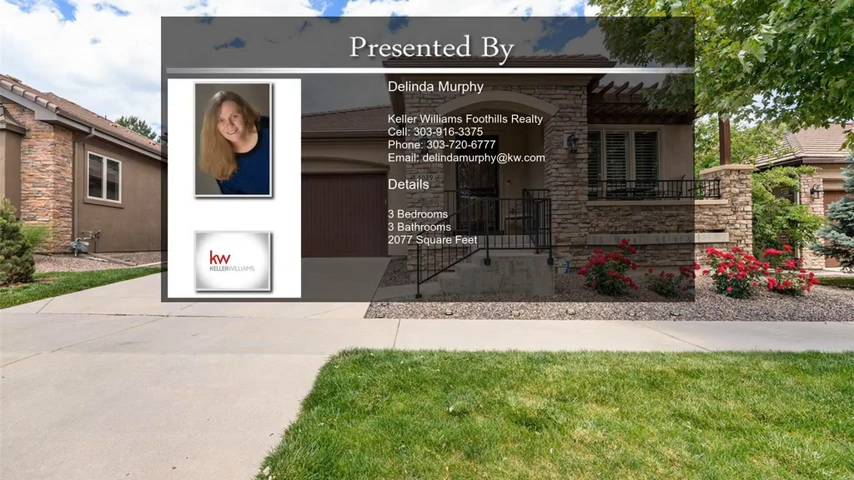 Presented By
Delinda Murphy
Keller Williams Foothills Realty
Cell: 303-916-3375
Phone: 303-720-6777
Email: delindamurphy@kw.com
Details
3 Bedrooms
3 Bathrooms
2077 Square Feet
kw
KELLERWILLIAMS